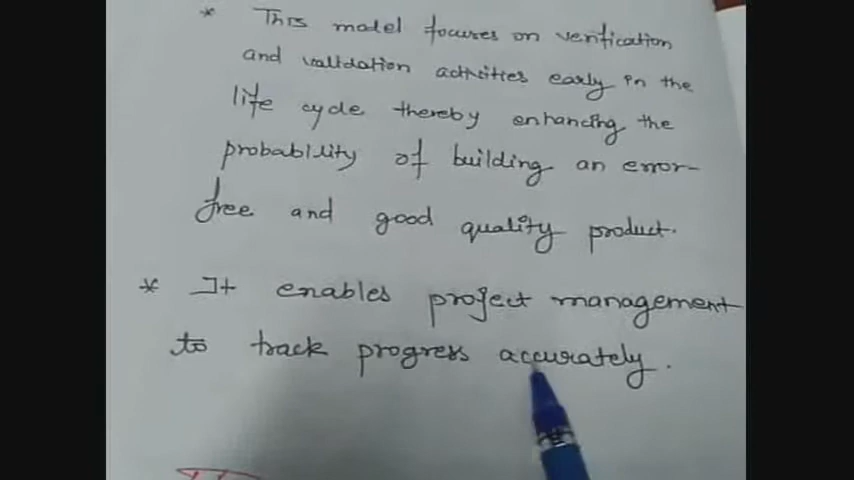 * This model focuses on verification
and validation activities early in the
life cycle thereby enhancing the
probability of building an error-
free and good quality product.
* It enables project management
to track progress accurately.